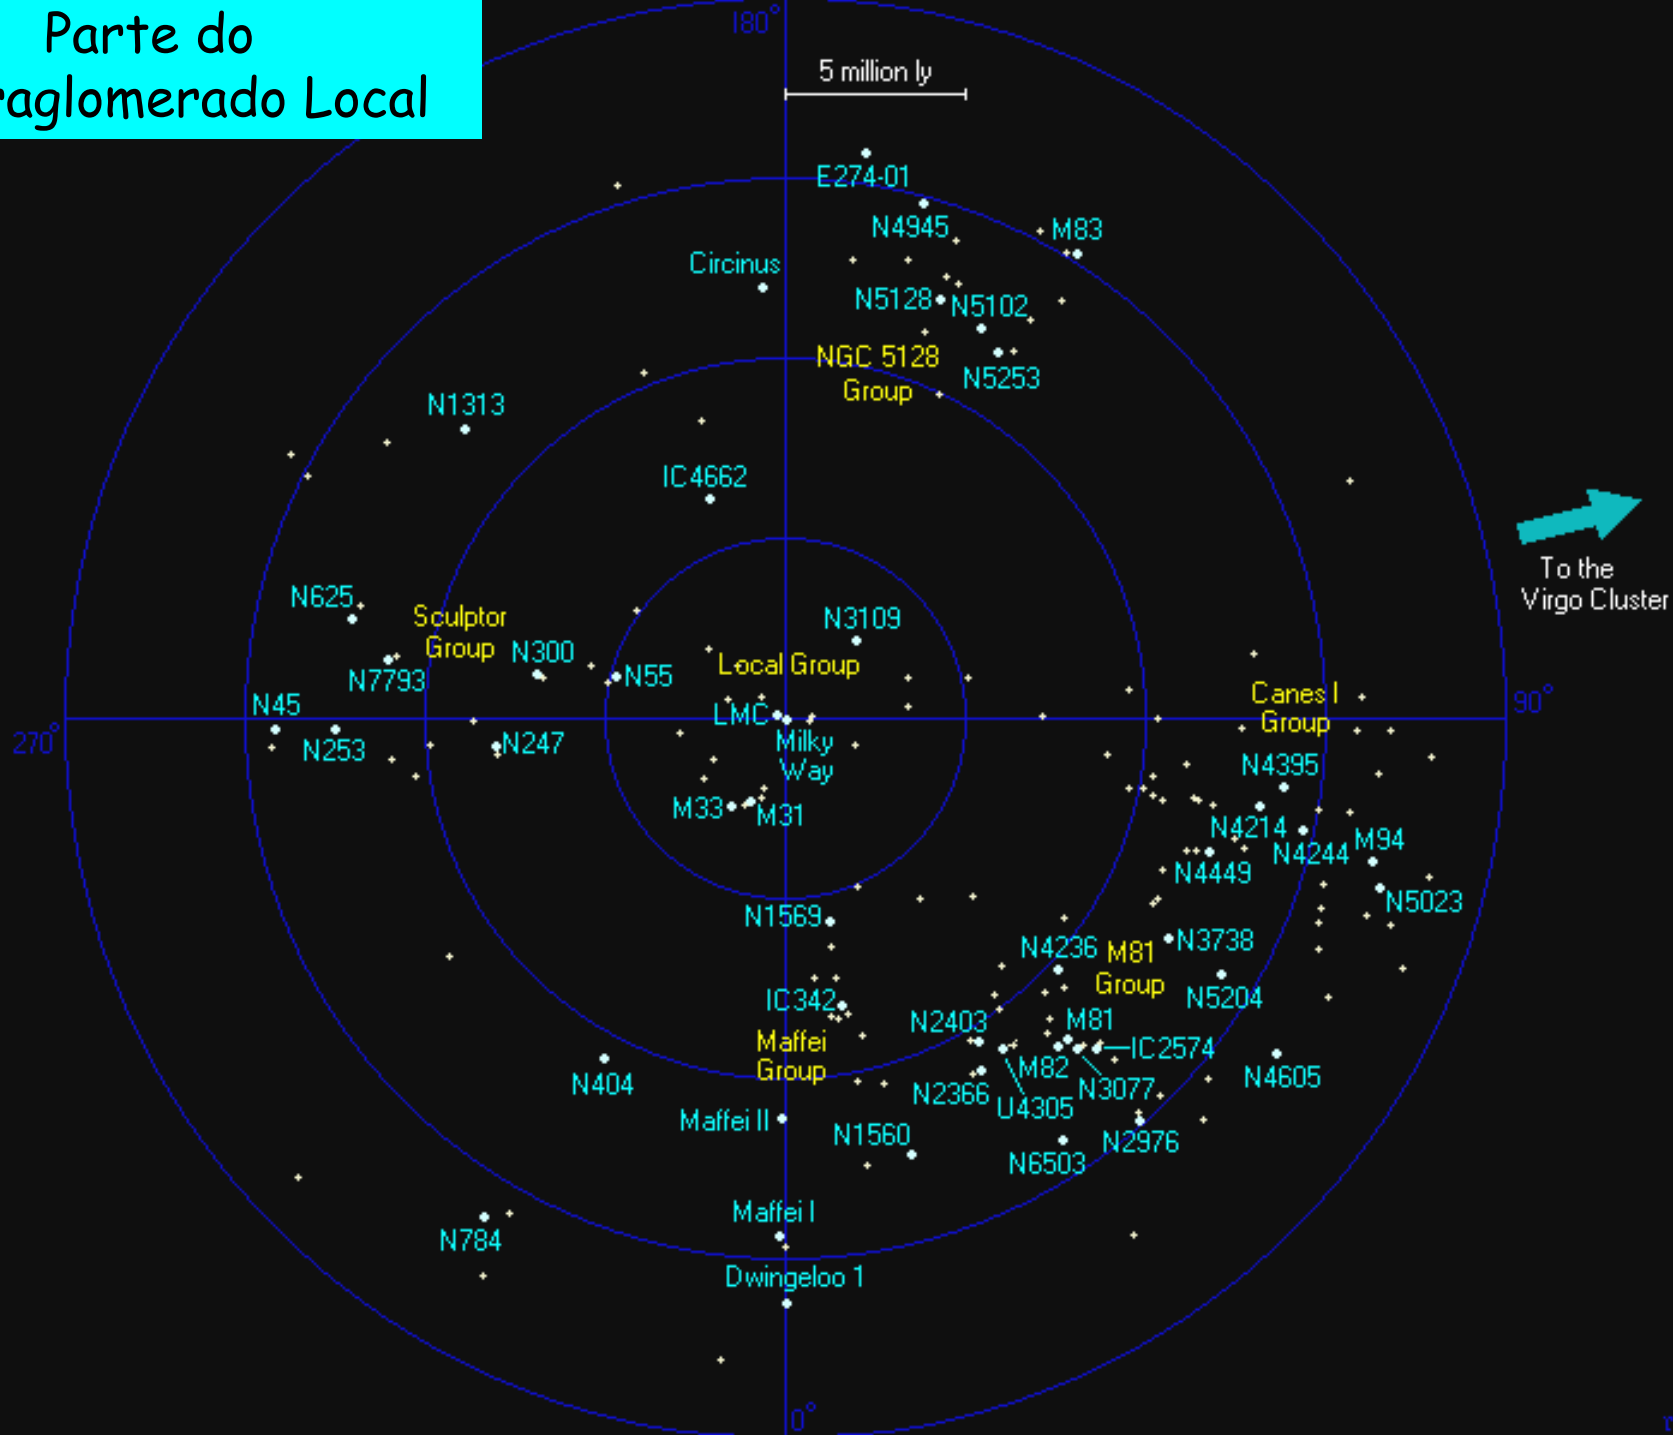 Parte do
raglomerado Local
180°
5 million ly
E274-01
N4945
M83
Circinus
N5128
N5102
NGC 5128
Group
N5253
N1313
IC4662
To the
Virgo Cluster
N625
Sculptor
Group
N3109
N300
Local Group
N55
N7793
Canes I
Group
90°
N45
LMC
270°
N253
N247
Milky
Way
N4395
M33
M31
N4214
N4244
M94
N4449
N5023
N1569
N4236
M81
Group
N3738
IC342
N5204
N2403
M81
Maffei
Group
M82
IC2574
N404
N2366
U4305
N3077
N4605
Maffei II
N1560
N6503
N2976
Maffei I
N784
Dwingeloo 1
0°